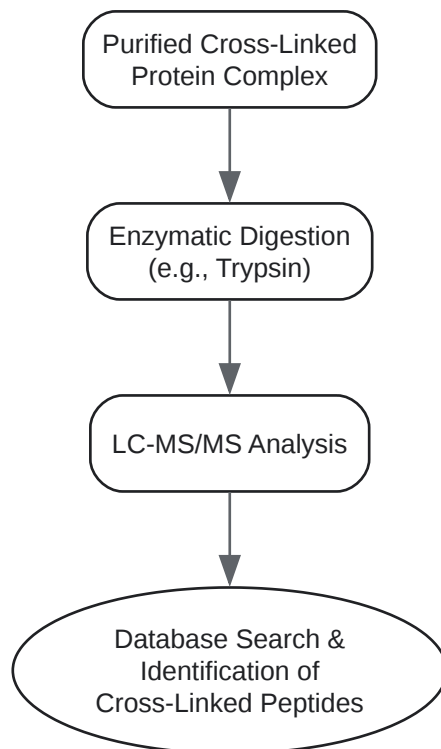 Purified Cross-Linked
Protein Complex
Enzymatic Digestion
(e.g., Trypsin)
LC-MS/MS Analysis
Database Search &
Identification of
Cross-Linked Peptides